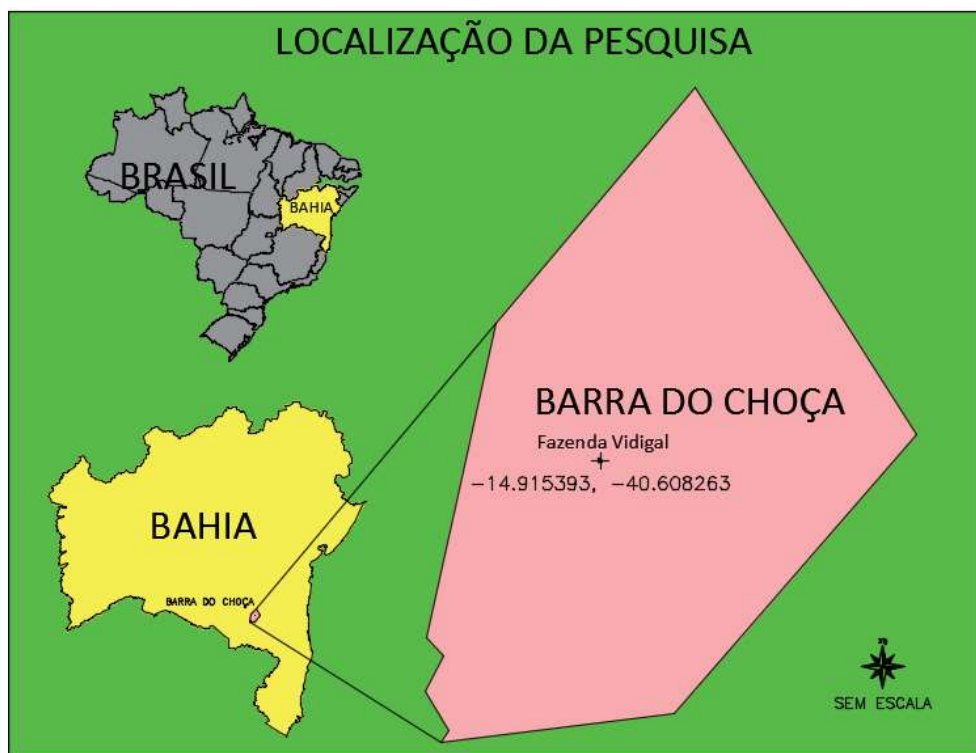 LOCALIZAÇÃO DA PESQUISA
BRASIL
BAHIA
BARRA DO CHOÇA
Fazenda Vidigal
-14.915393, -40.608263
BAHIA
BARRA DO CHOÇA
N
SEM ESCALA